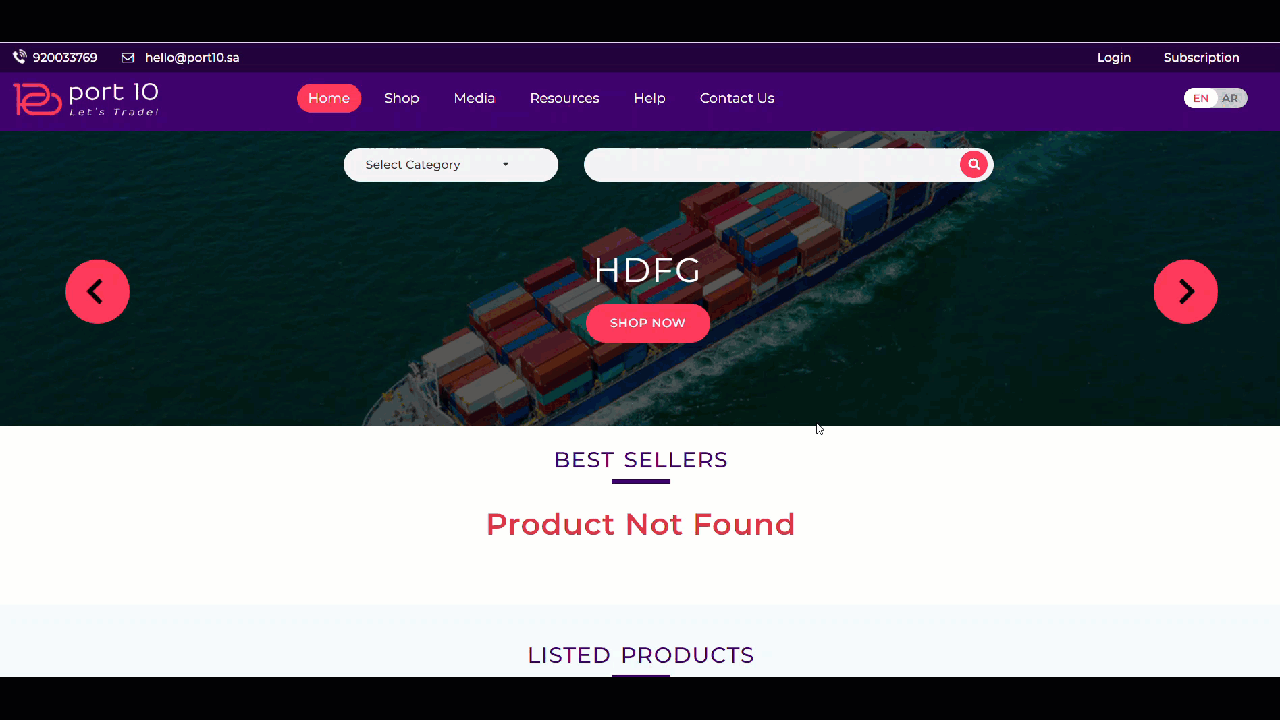 920033769 hello@port10.sa Login Subscription
port 10
Let's Trade!
Home Shop Media Resources Help Contact Us EN AR
Select Category
HDFG
SHOP NOW
BEST SELLERS
Product Not Found
LISTED PRODUCTS